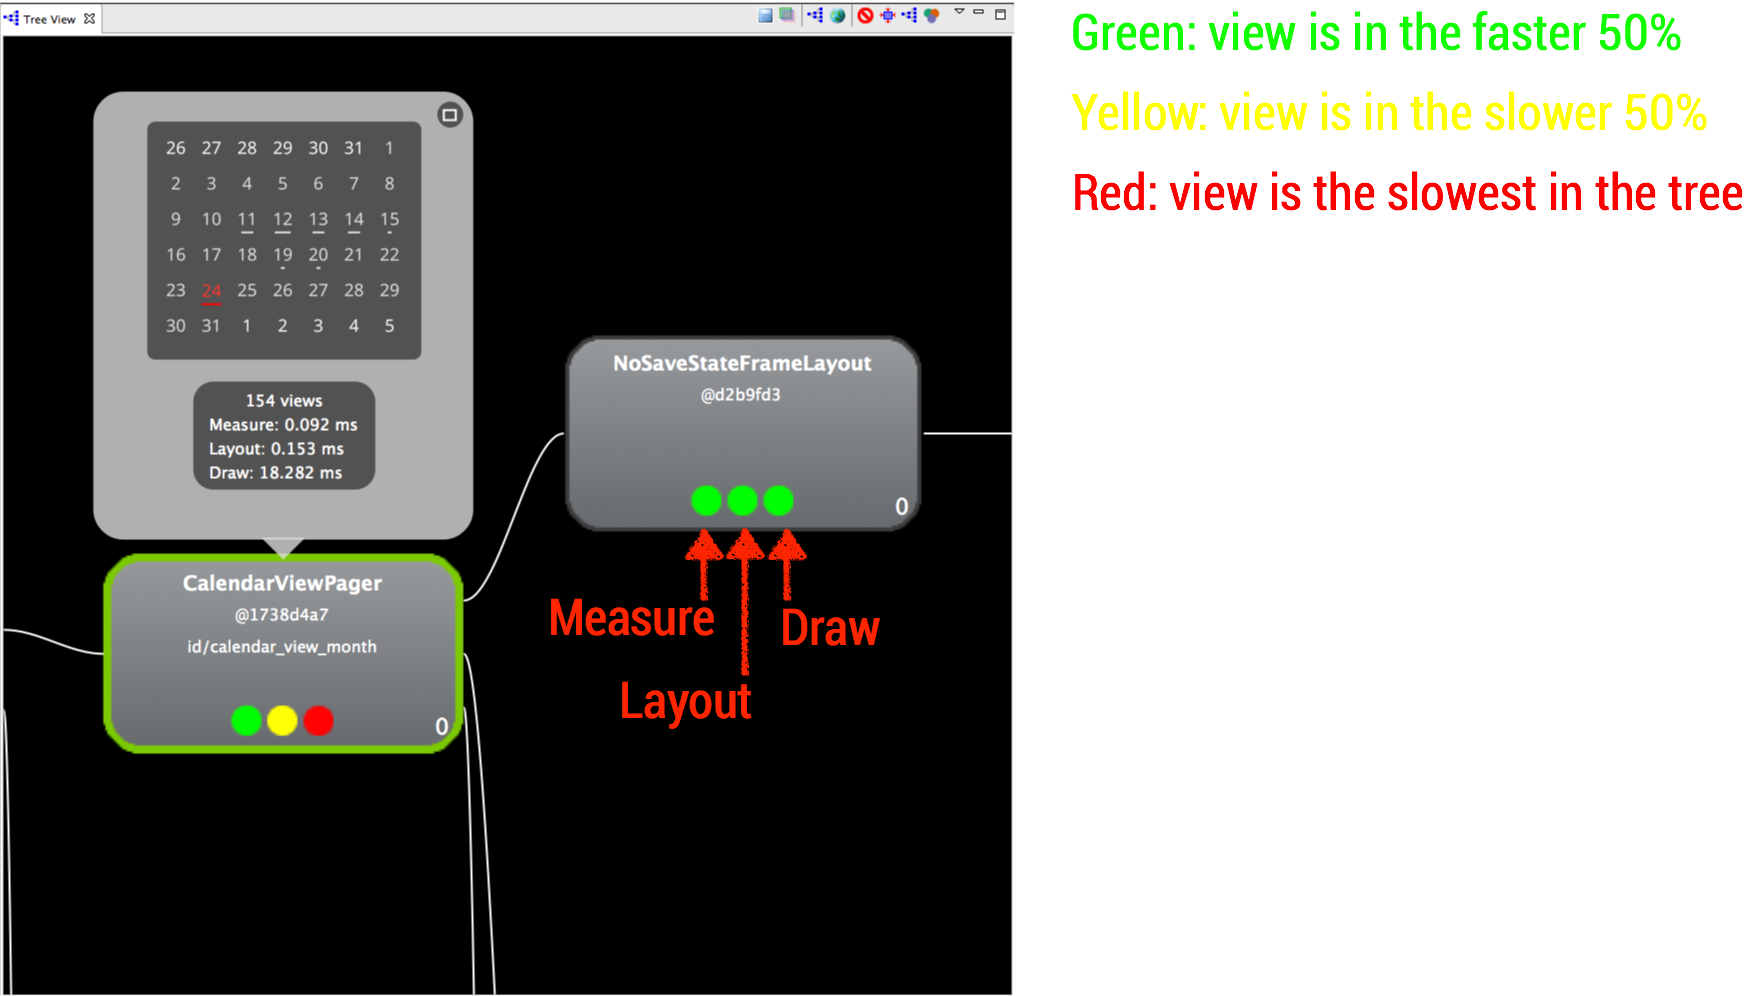 Tree View
Green: view is in the faster 50%
Yellow: view is in the slower 50%
Red: view is the slowest in the tree
26 27 28 29 30 31 1
2 3 4 5 6 7 8
9 10 11 12 13 14 15
16 17 18 19 20 21 22
23 24 25 26 27 28 29
30 31 1 2 3 4 5
154 views
Measure: 0.092 ms
Layout: 0.153 ms
Draw: 18.282 ms
CalendarViewPager
@1738d4a7
id/calendar_view_month
0
NoSaveStateFrameLayout
@d2b9fd3
0
Measure
Draw
Layout